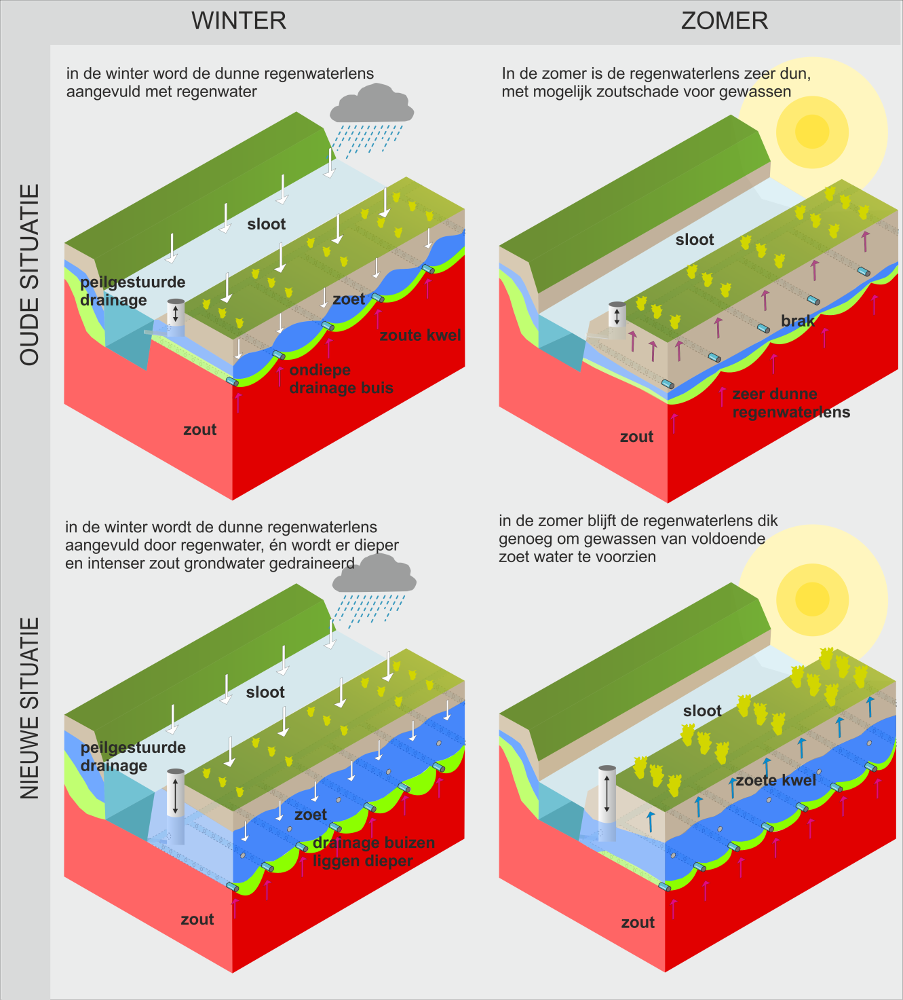 WINTER
ZOMER
OUDE SITUATIE
in de winter word de dunne regenwaterlens
aangevuld met regenwater
sloot
peilgestuurde
drainage
zoet
zoute kwel
ondiepe
drainage buis
zout
In de zomer is de regenwaterlens zeer dun,
met mogelijk zoutschade voor gewassen
sloot
brak
zeer dunne
regenwaterlens
zout
NIEUWE SITUATIE
in de winter wordt de dunne regenwaterlens
aangevuld door regenwater, én wordt er dieper
en intenser zout grondwater gedraineerd
sloot
peilgestuurde
drainage
zoet
drainage buizen
liggen dieper
zout
in de zomer blijft de regenwaterlens dik
genoeg om gewassen van voldoende
zoet water te voorzien
sloot
zoete kwel
zout